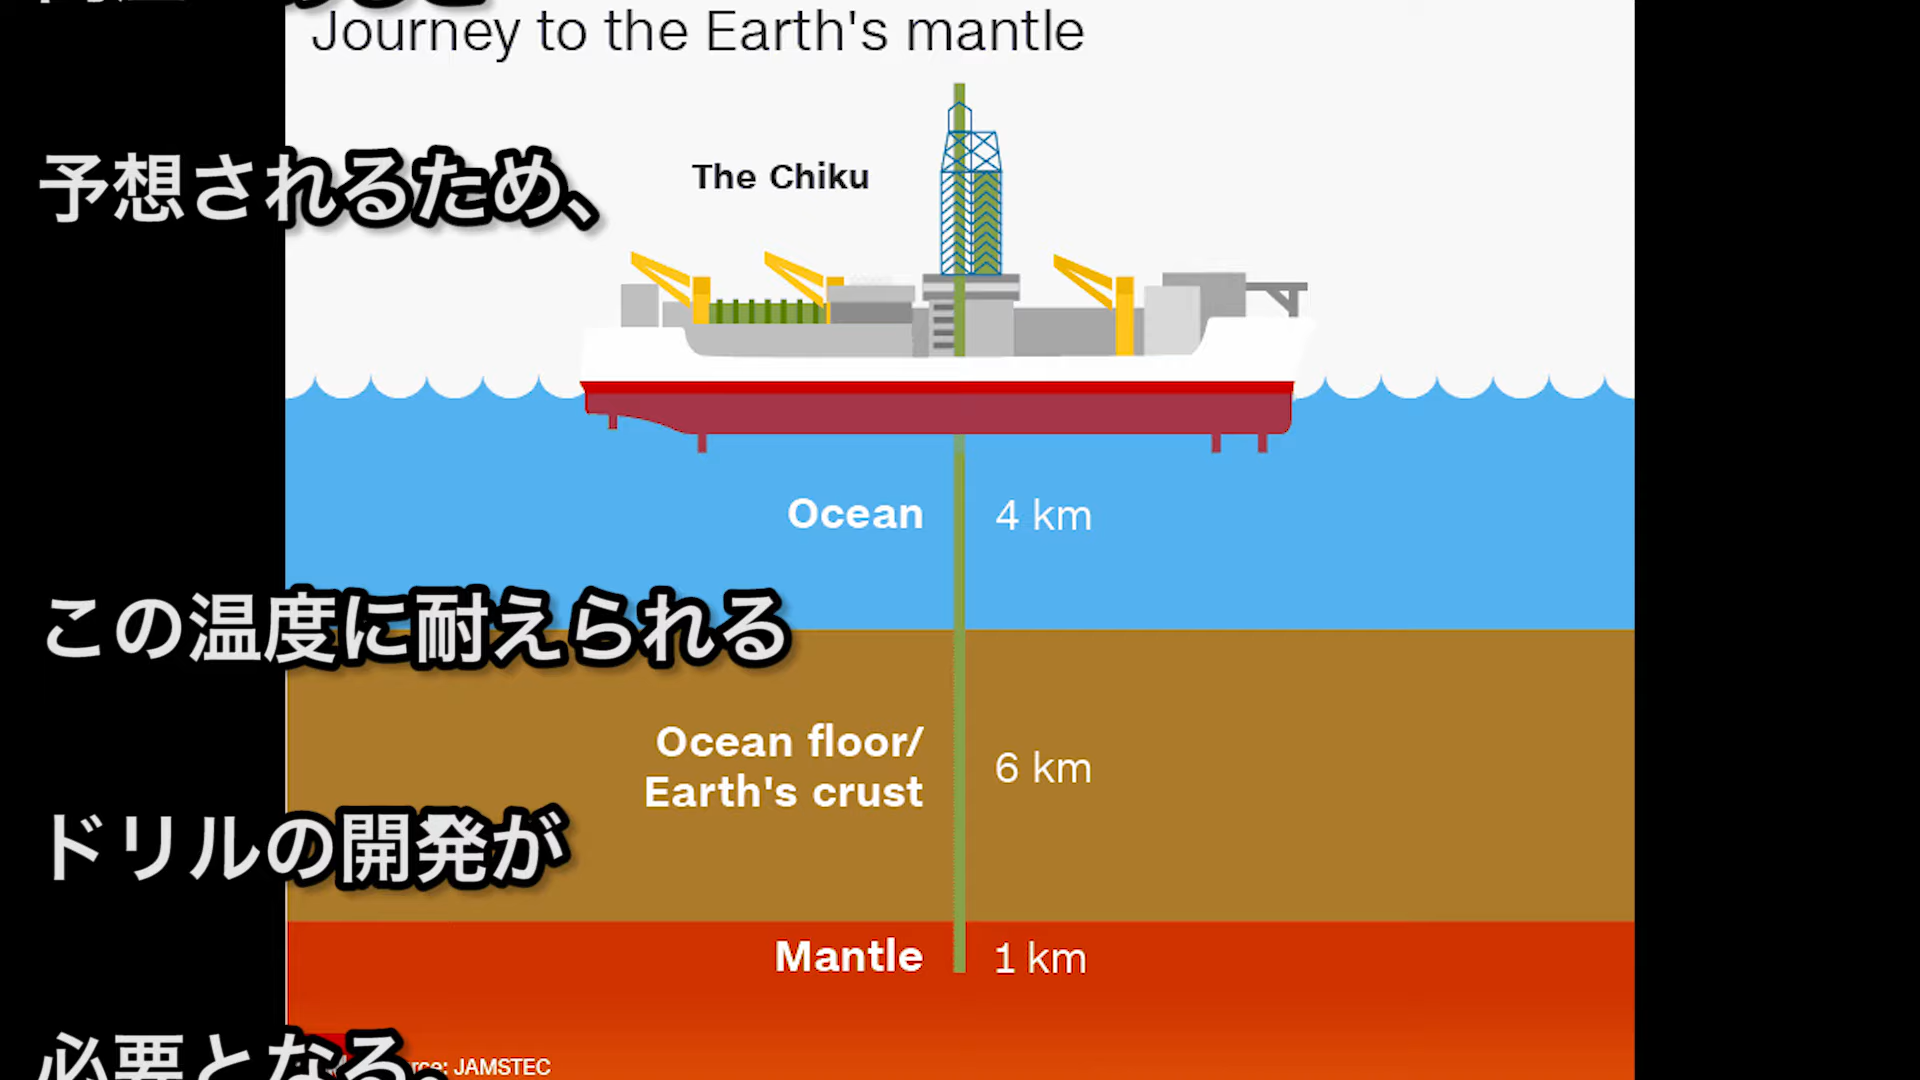 Journey to the Earth's mantle
The Chiku
予想されるため、
Ocean 4 km
この温度に耐えられる
Ocean floor/
Earth's crust
6 km
ドリルの開発が
Mantle 1 km
必要となる。
JAMSTEC